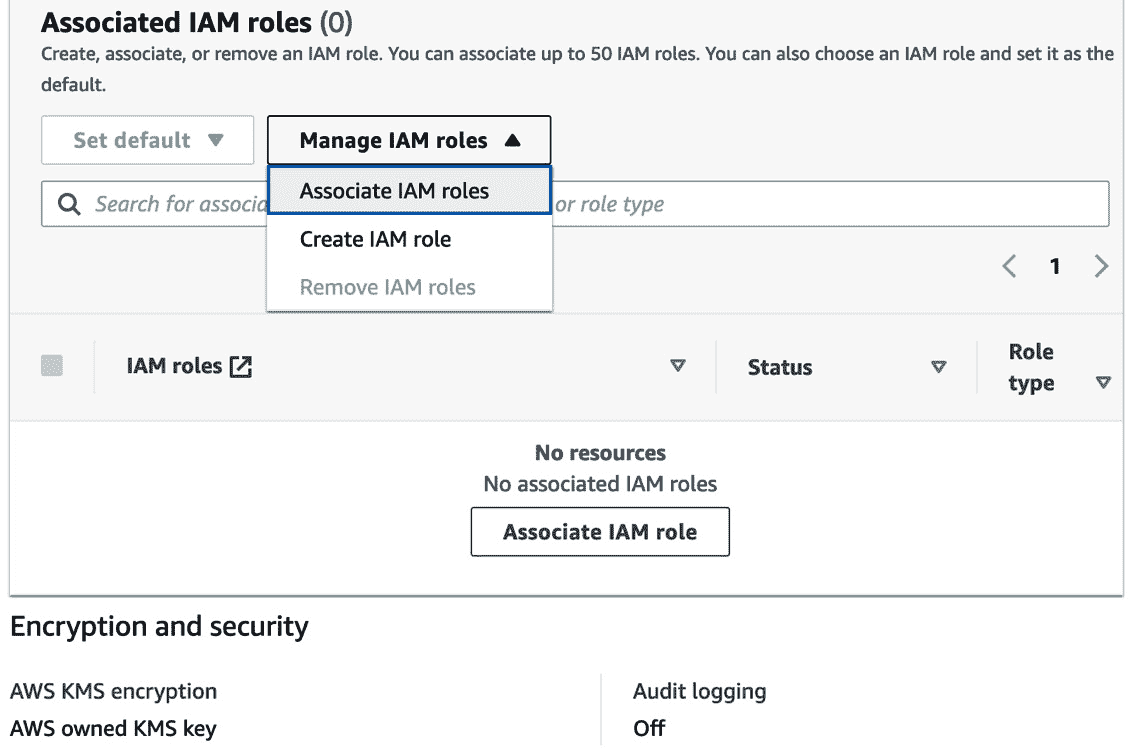 Associated IAM roles (0)
Create, associate, or remove an IAM role. You can associate up to 50 IAM roles. You can also choose an IAM role and set it as the
default.
Set default
Manage IAM roles
Associate IAM roles
Search for associa
or role type
Create IAM role
Remove IAM roles
1
IAM roles
Status
Role
type
No resources
No associated IAM roles
Associate IAM role
Encryption and security
AWS KMS encryption
AWS owned KMS key
Audit logging
Off